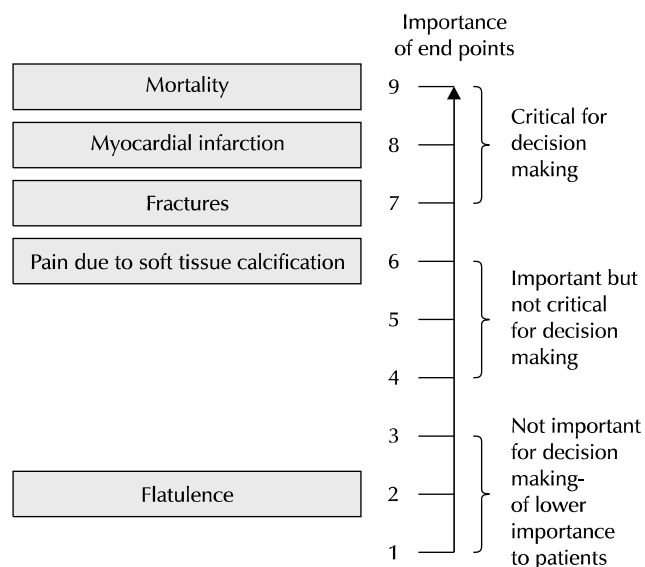 Importance
of end points
Mortality
9
Myocardial infarction
8
Fractures
7
Critical for
decision
making
Pain due to soft tissue calcification
6
5
4
Important but
not critical
for decision
making
3
Flatulence
2
1
Not important
for decision
making-
of lower
importance
to patients